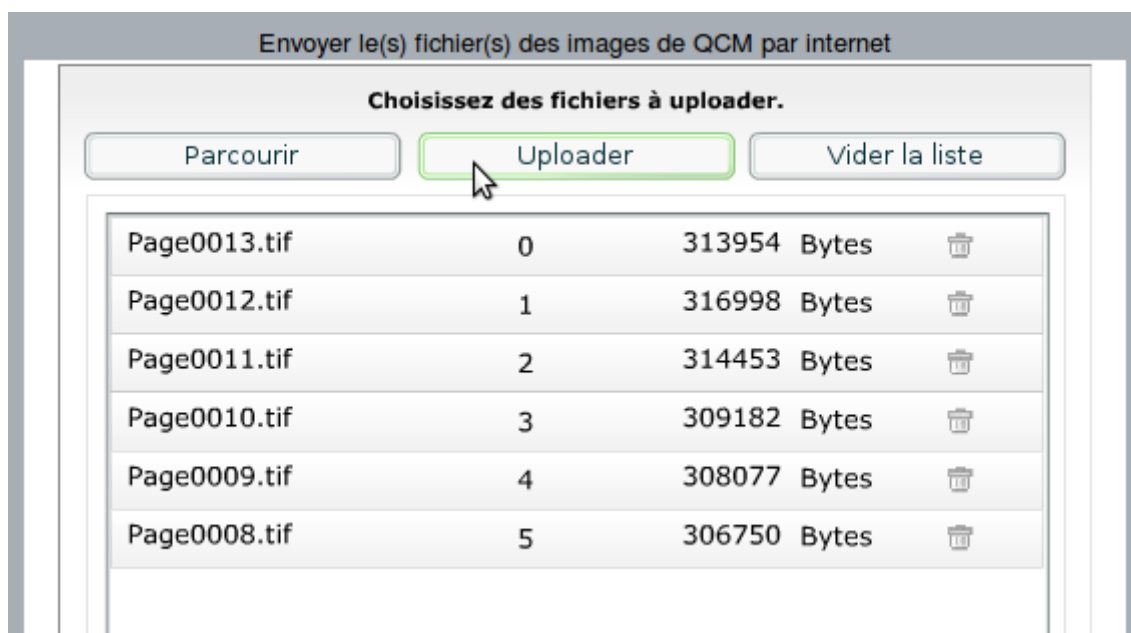 Envoyer le(s) fichier(s) des images de QCM par internet
Choisissez des fichiers à uploader.
Parcourir Uploader Vider la liste
Page0013.tif 0 313954 Bytes
Page0012.tif 1 316998 Bytes
Page0011.tif 2 314453 Bytes
Page0010.tif 3 309182 Bytes
Page0009.tif 4 308077 Bytes
Page0008.tif 5 306750 Bytes